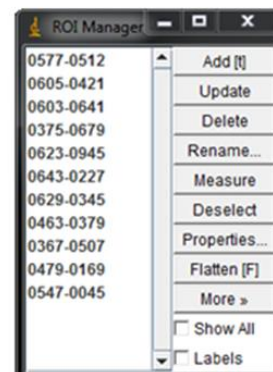 ROI Manager
0577-0512
0605-0421
0603-0641
0375-0679
0623-0945
0643-0227
0629-0345
0463-0379
0367-0507
0479-0169
0547-0045
Add [t]
Update
Delete
Rename...
Measure
Deselect
Properties...
Flatten [F]
More »
Show All
Labels